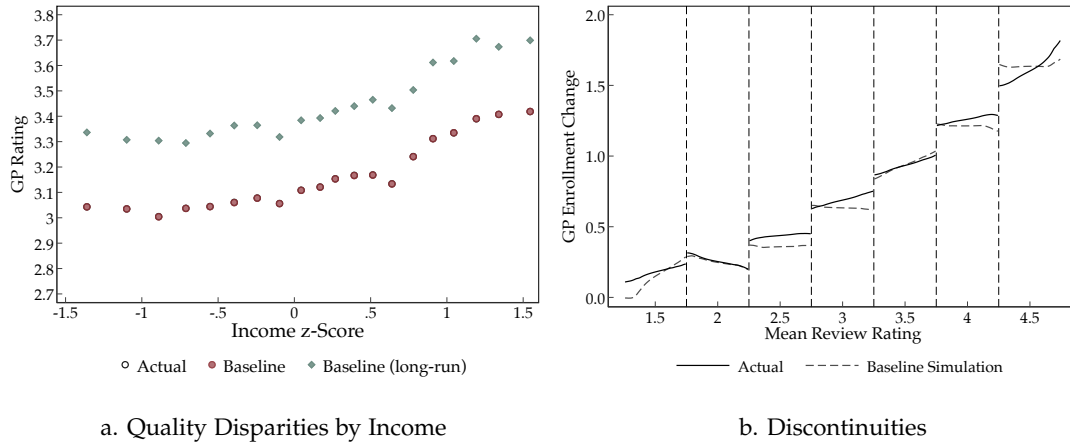 3.8
3.7
3.6
3.5
3.4
3.3
3.2
3.1
3
2.9
2.8
2.7
GP Rating
-1.5 -1 -.5 0 .5 1 1.5
Income z-Score
Actual Baseline Baseline (long-run)
a. Quality Disparities by Income
2.0
1.5
1.0
0.5
0.0
GP Enrollment Change
1.5 2 2.5 3 3.5 4 4.5
Mean Review Rating
Actual Baseline Simulation
b. Discontinuities